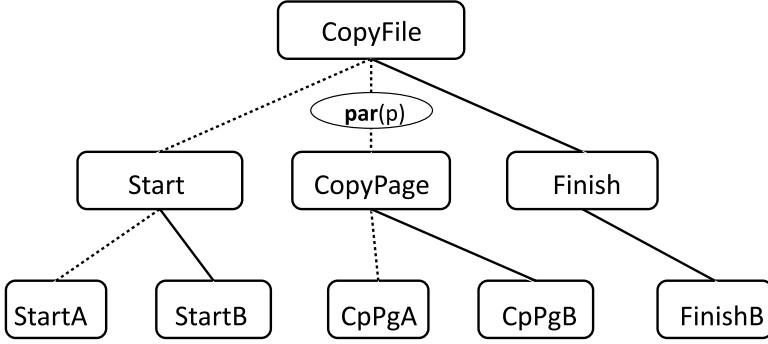 CopyFile
par(p)
Start
CopyPage
Finish
StartA
StartB
CpPgA
CpPgB
FinishB